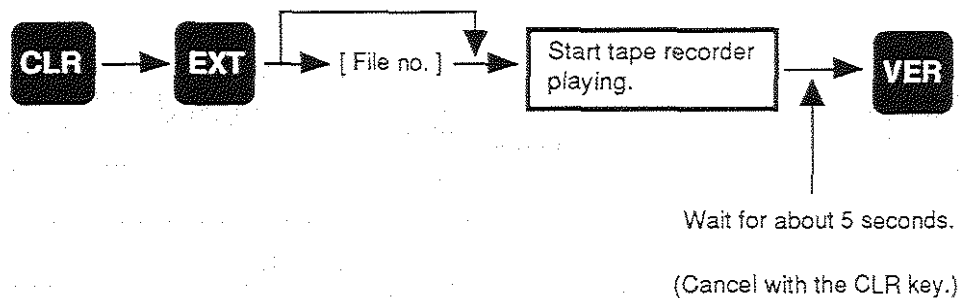 CLR
EXT
[ File no. ]
Start tape recorder
playing.
VER
Wait for about 5 seconds.
(Cancel with the CLR key.)